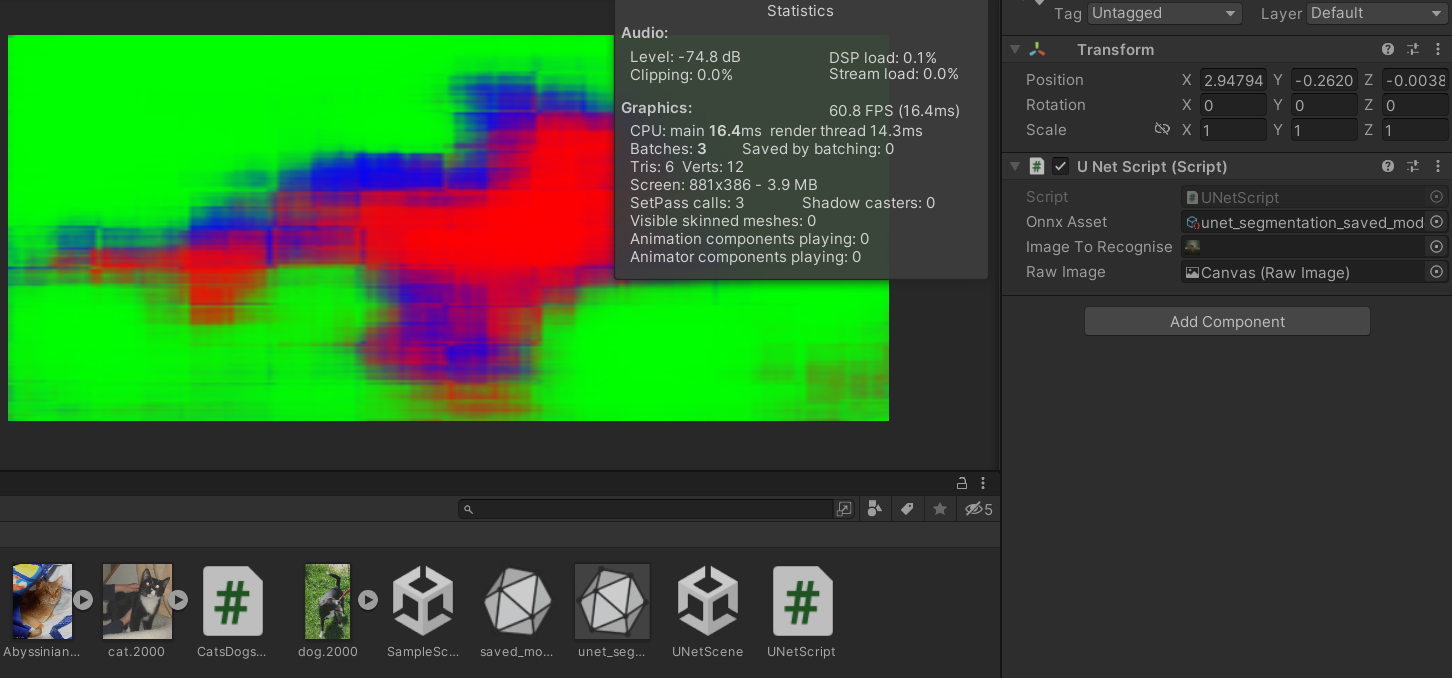 Statistics
Audio:
Level: -74.8 dB DSP load: 0.1%
Clipping: 0.0% Stream load: 0.0%
Graphics: 60.8 FPS (16.4ms)
CPU: main 16.4ms render thread 14.3ms
Batches: 3 Saved by batching: 0
Tris: 6 Verts: 12
Screen: 881x386 - 3.9 MB
SetPass calls: 3 Shadow casters: 0
Visible skinned meshes: 0
Animation components playing: 0
Animator components playing: 0
Tag Untagged Layer Default
Transform
Position X 2.94794 Y -0.2620 Z -0.0038
Rotation X 0 Y 0 Z 0
Scale X 1 Y 1 Z 1
# U Net Script (Script)
Script # UNetScript
Onnx Asset unet_segmentation_saved_mod
Image To Recognise
Raw Image Canvas (Raw Image)
Add Component
5
# #
Abyssinian... cat.2000 CatsDogs... dog.2000 SampleSc... saved_mo... unet_seg... UNetScene UNetScript